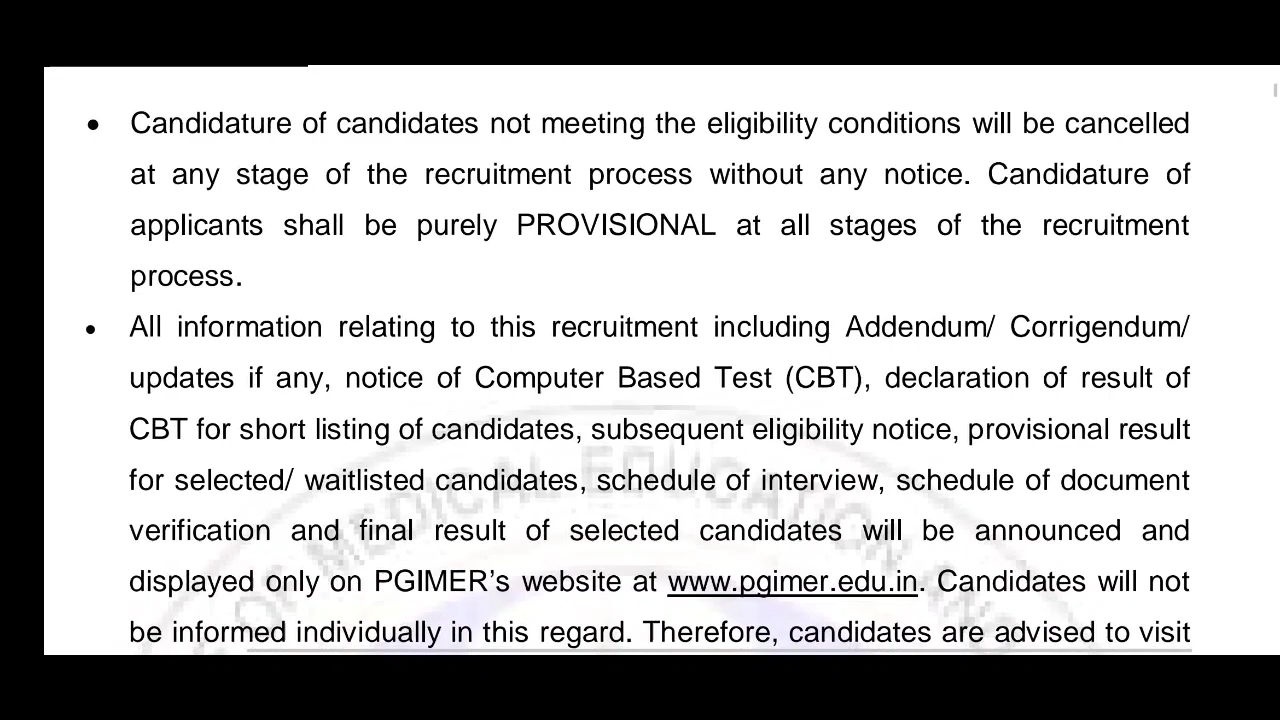 • Candidature of candidates not meeting the eligibility conditions will be cancelled
at any stage of the recruitment process without any notice. Candidature of
applicants shall be purely PROVISIONAL at all stages of the recruitment
process.
• All information relating to this recruitment including Addendum/ Corrigendum/
updates if any, notice of Computer Based Test (CBT), declaration of result of
CBT for short listing of candidates, subsequent eligibility notice, provisional result
for selected/ waitlisted candidates, schedule of interview, schedule of document
verification and final result of selected candidates will be announced and
displayed only on PGIMER’s website at www.pgimer.edu.in. Candidates will not
be informed individually in this regard. Therefore, candidates are advised to visit
OF MEDICAL EDUCATION AND